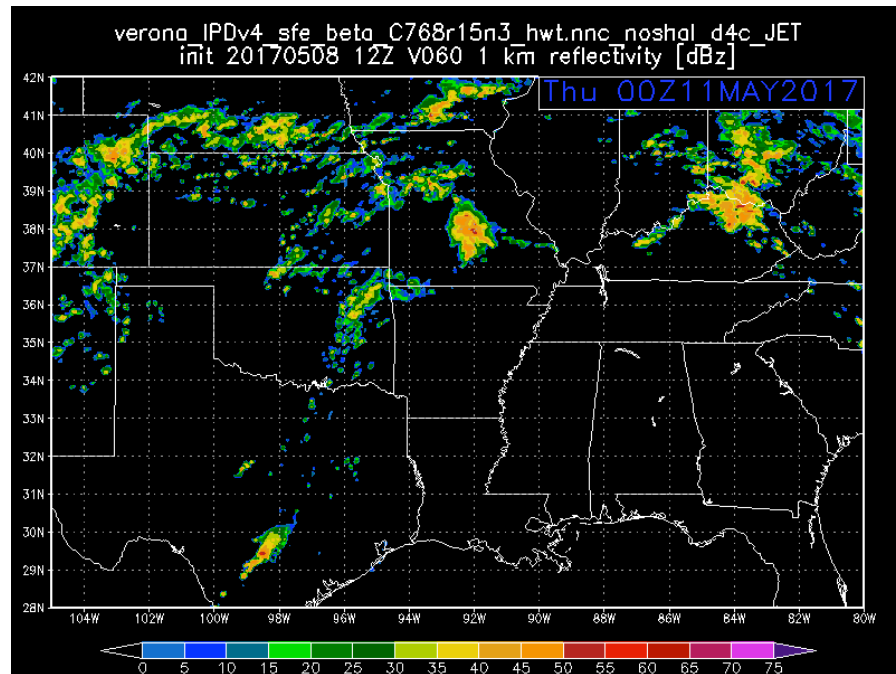 verona_IPDv4_sfe_beta_C768r15n3_hwt.nnc_noshal_d4c_JET
init 20170508 12Z V060 1 km reflectivity [dBz]
Thu 00Z11MAY2017
42N
41N
40N
39N
38N
37N
36N
35N
34N
33N
32N
31N
30N
29N
28N
104W 102W 100W 98W 96W 94W 92W 90W 88W 86W 84W 82W 80W
0 5 10 15 20 25 30 35 40 45 50 55 60 65 70 75